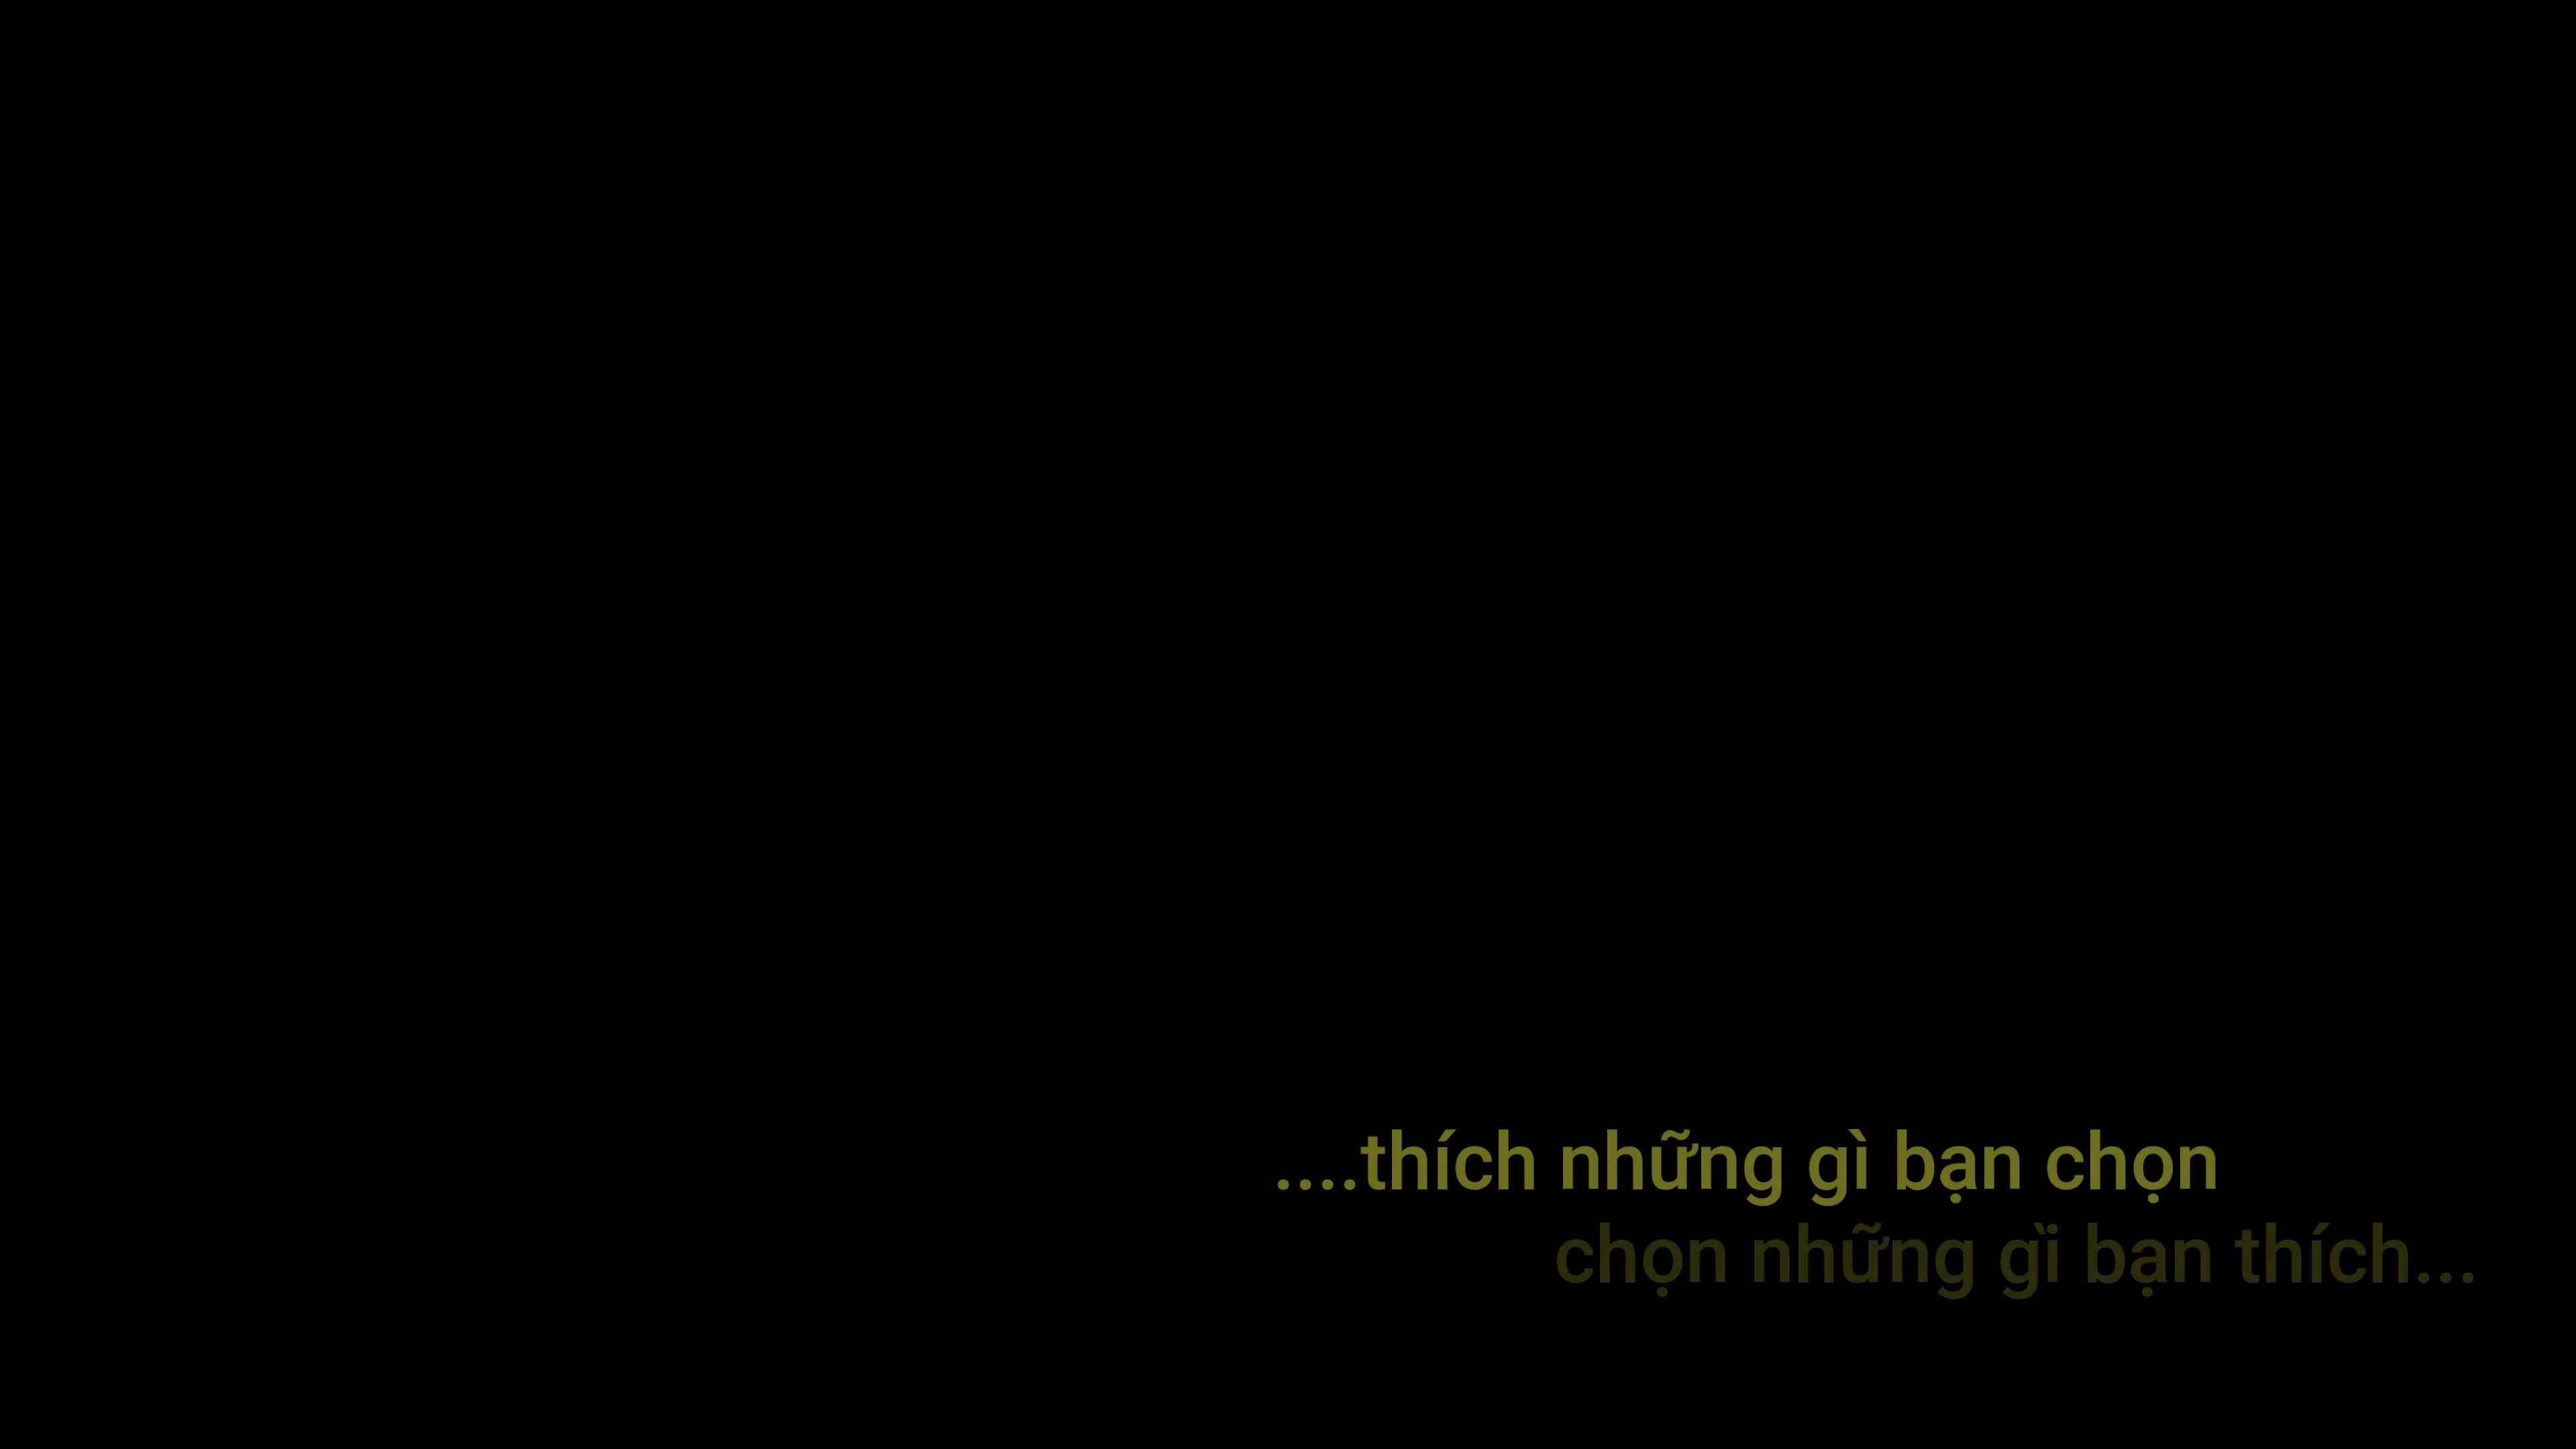 ....thích những gì bạn chọn
chọn những gì bạn thích...